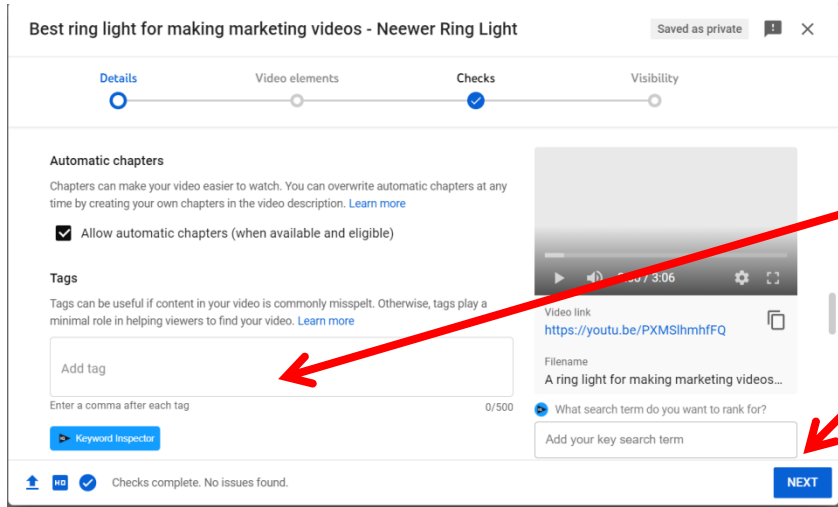 Best ring light for making marketing videos - Neewer Ring Light
Saved as private
Details
Video elements
Checks
Visibility
Automatic chapters
Chapters can make your video easier to watch. You can overwrite automatic chapters at any
time by creating your own chapters in the video description. Learn more
Allow automatic chapters (when available and eligible)
Tags
Tags can be useful if content in your video is commonly misspelt. Otherwise, tags play a
minimal role in helping viewers to find your video. Learn more
Add tag
Enter a comma after each tag
0/500
Keyword Inspector
/ 3:06
Video link
https://youtu.be/PXMSlhmhfFQ
Filename
A ring light for making marketing videos...
What search term do you want to rank for?
Add your key search term
HD
Checks complete. No issues found.
NEXT